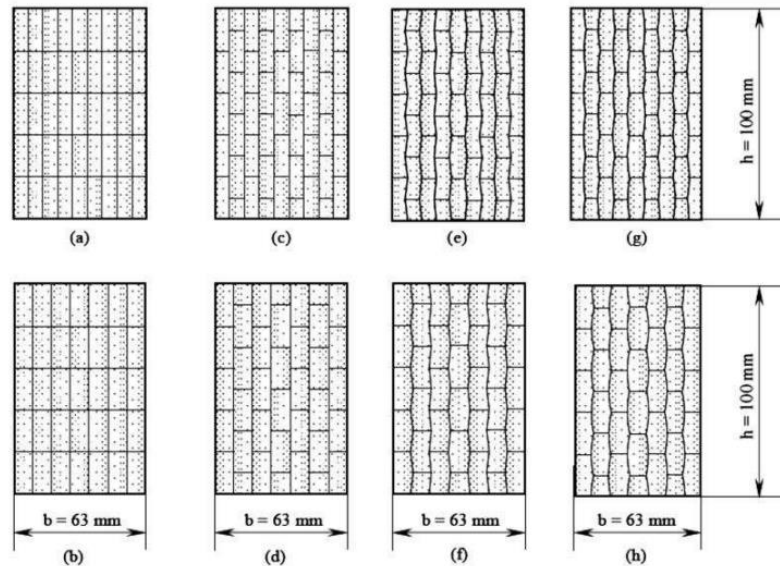 (a) (c) (e) (g)
h = 100 mm
h = 100 mm
b = 63 mm b = 63 mm b = 63 mm b = 63 mm
(b) (d) (f) (h)